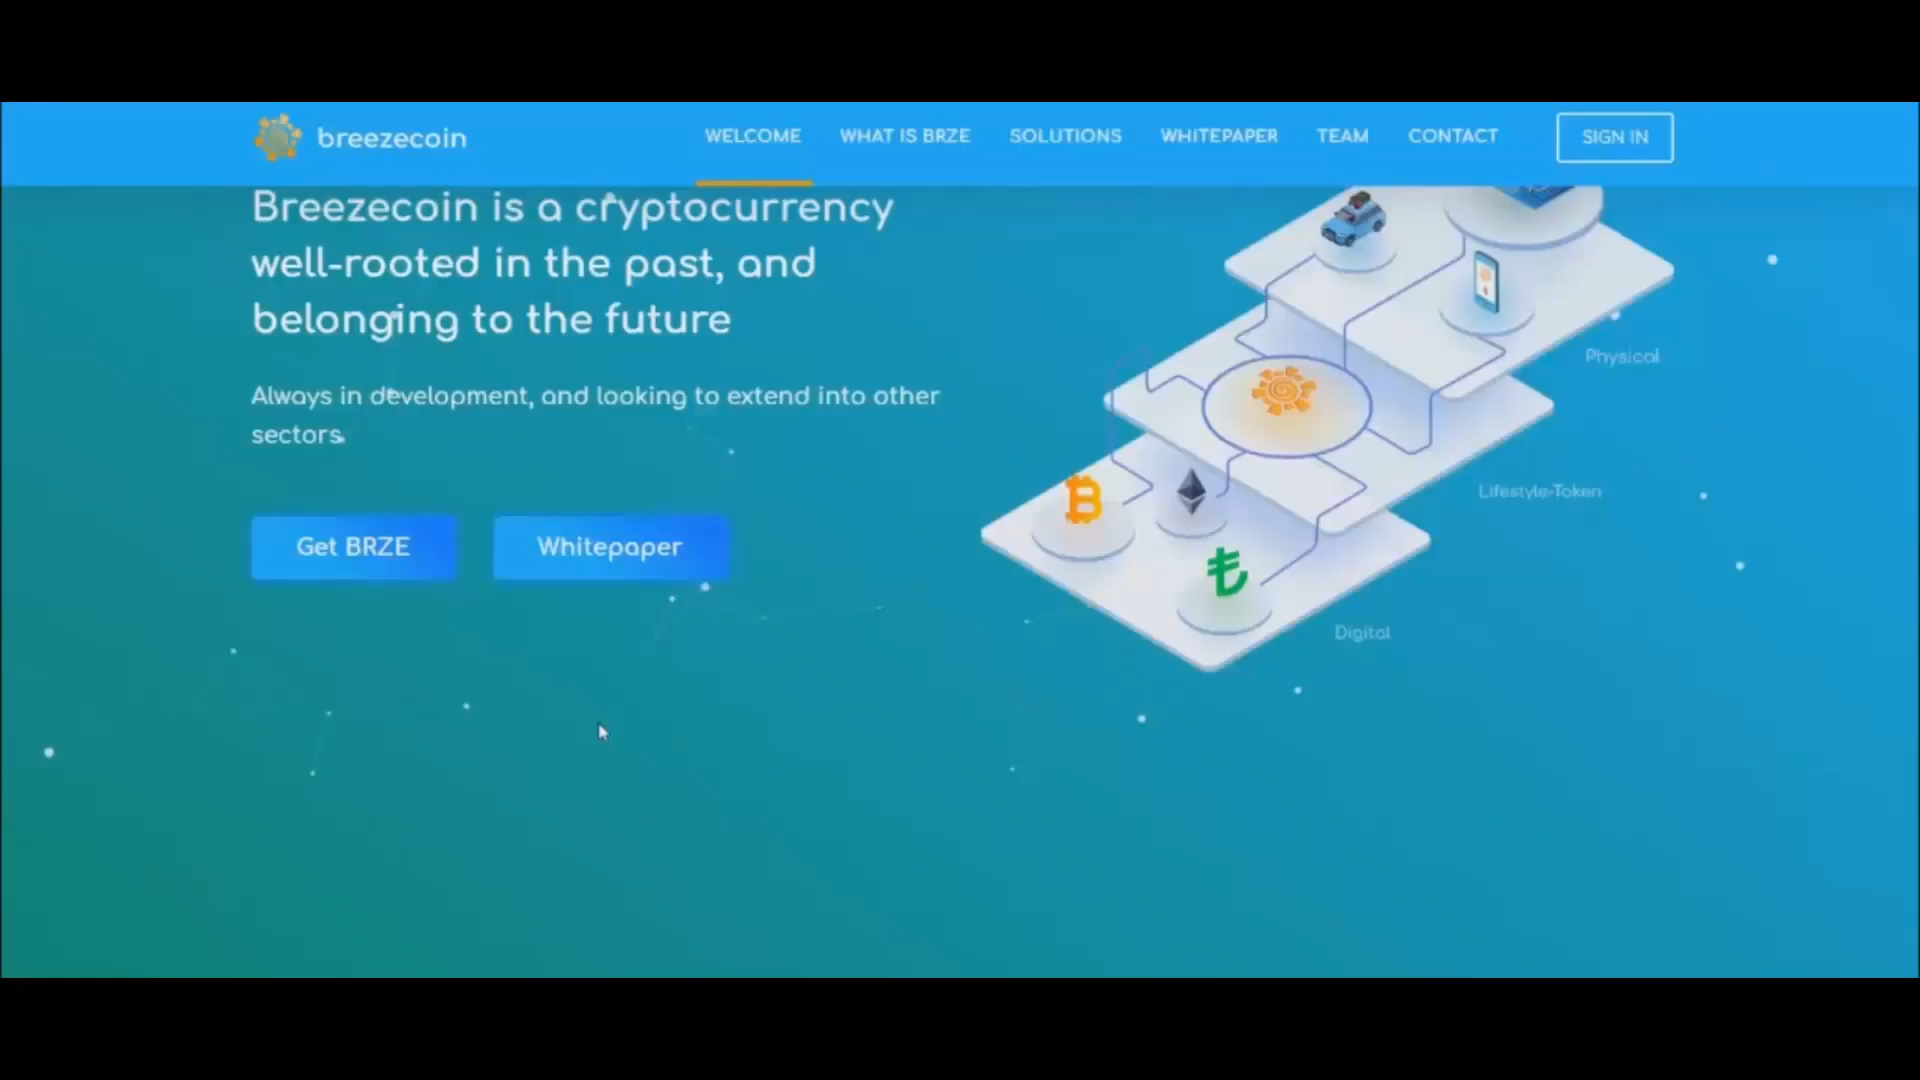 breezecoin
WELCOME
WHAT IS BRZE
SOLUTIONS
WHITEPAPER
TEAM
CONTACT
SIGN IN
Breezecoin is a cryptocurrency
well-rooted in the past, and
belonging to the future
Always in development, and looking to extend into other
sectors.
Get BRZE
Whitepaper
Physical
Lifestyle-Token
Digital